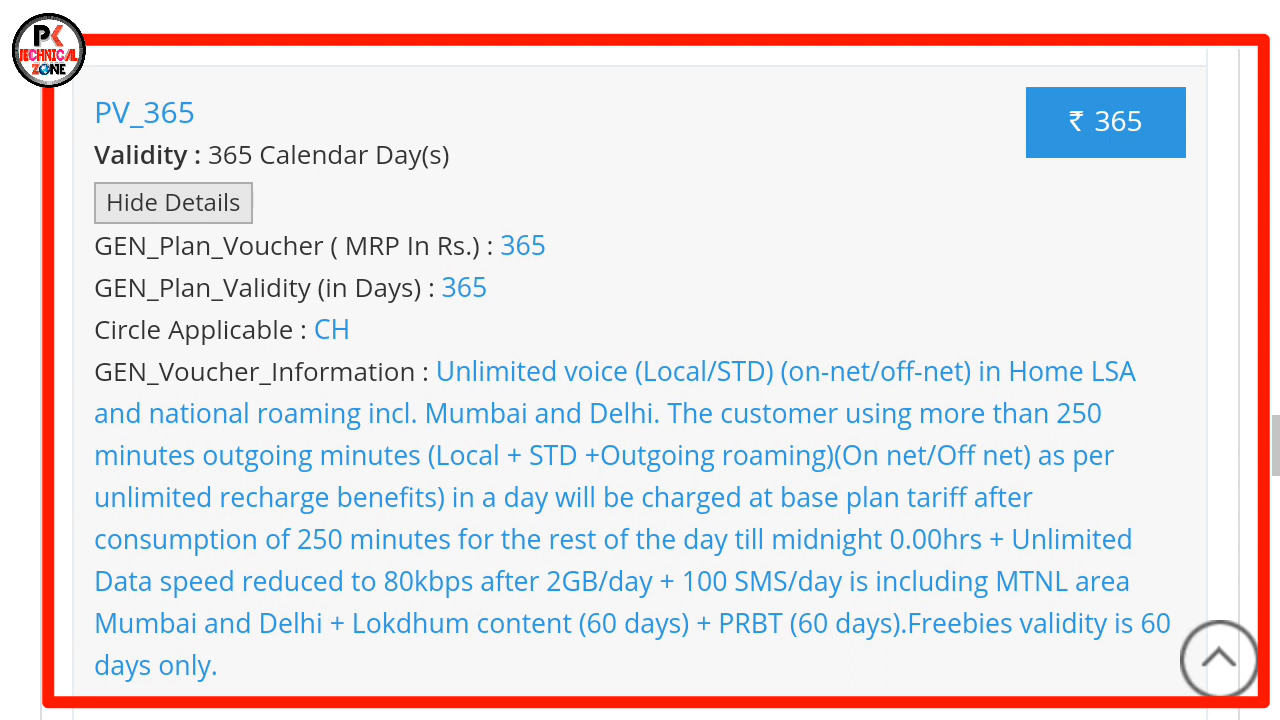 PK
TECHNICAL
ZONE
PV_365
₹ 365
Validity : 365 Calendar Day(s)
Hide Details
GEN_Plan_Voucher ( MRP In Rs.) : 365
GEN_Plan_Validity (in Days) : 365
Circle Applicable : CH
GEN_Voucher_Information : Unlimited voice (Local/STD) (on-net/off-net) in Home LSA
and national roaming incl. Mumbai and Delhi. The customer using more than 250
minutes outgoing minutes (Local + STD +Outgoing roaming)(On net/Off net) as per
unlimited recharge benefits) in a day will be charged at base plan tariff after
consumption of 250 minutes for the rest of the day till midnight 0.00hrs + Unlimited
Data speed reduced to 80kbps after 2GB/day + 100 SMS/day is including MTNL area
Mumbai and Delhi + Lokdhum content (60 days) + PRBT (60 days).Freebies validity is 60
days only.